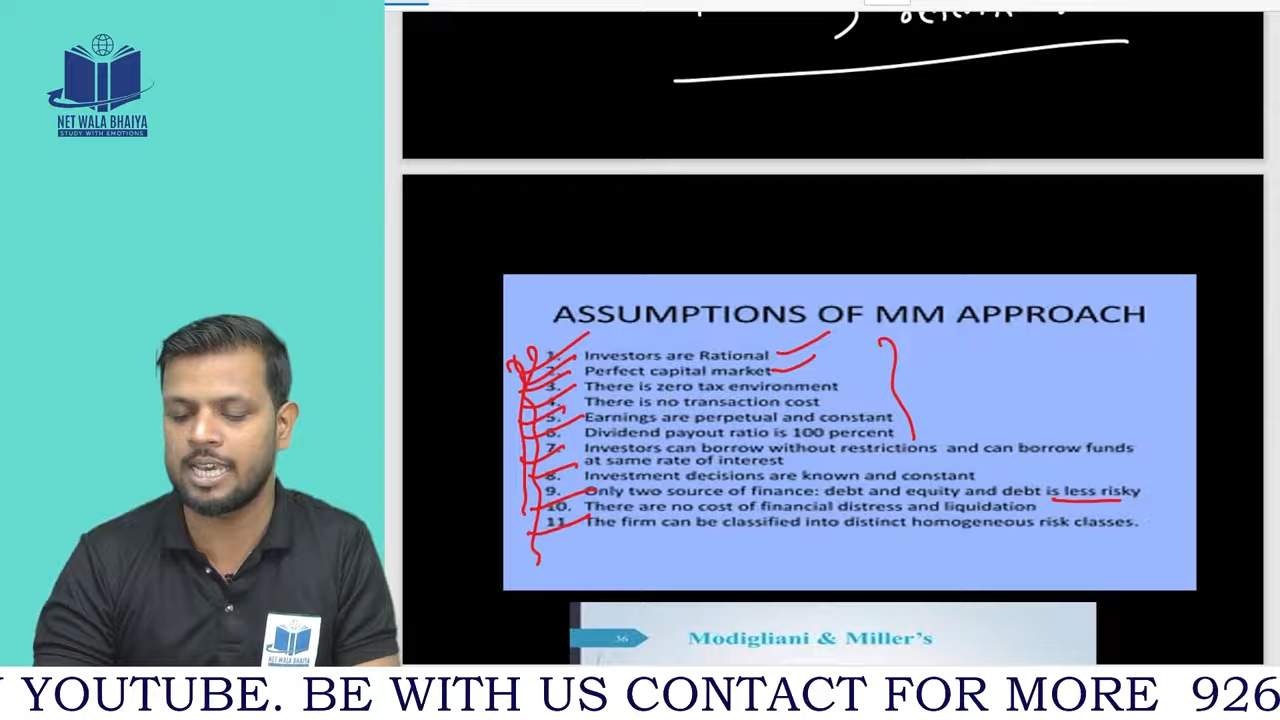 NET WALA BHAIYA
STUDY WITH EMOTIONS
ASSUMPTIONS OF MM APPROACH
1. Investors are Rational
2. Perfect capital market
3. There is zero tax environment
4. There is no transaction cost
5. Earnings are perpetual and constant
6. Dividend payout ratio is 100 percent
7. Investors can borrow without restrictions and can borrow funds
at same rate of interest
8. Investment decisions are known and constant
9. Only two source of finance: debt and equity and debt is less risky
10. There are no cost of financial distress and liquidation
11. The firm can be classified into distinct homogeneous risk classes.
36 Modigliani & Miller's
NET WALA BHAIYA
YOUTUBE. BE WITH US CONTACT FOR MORE 926